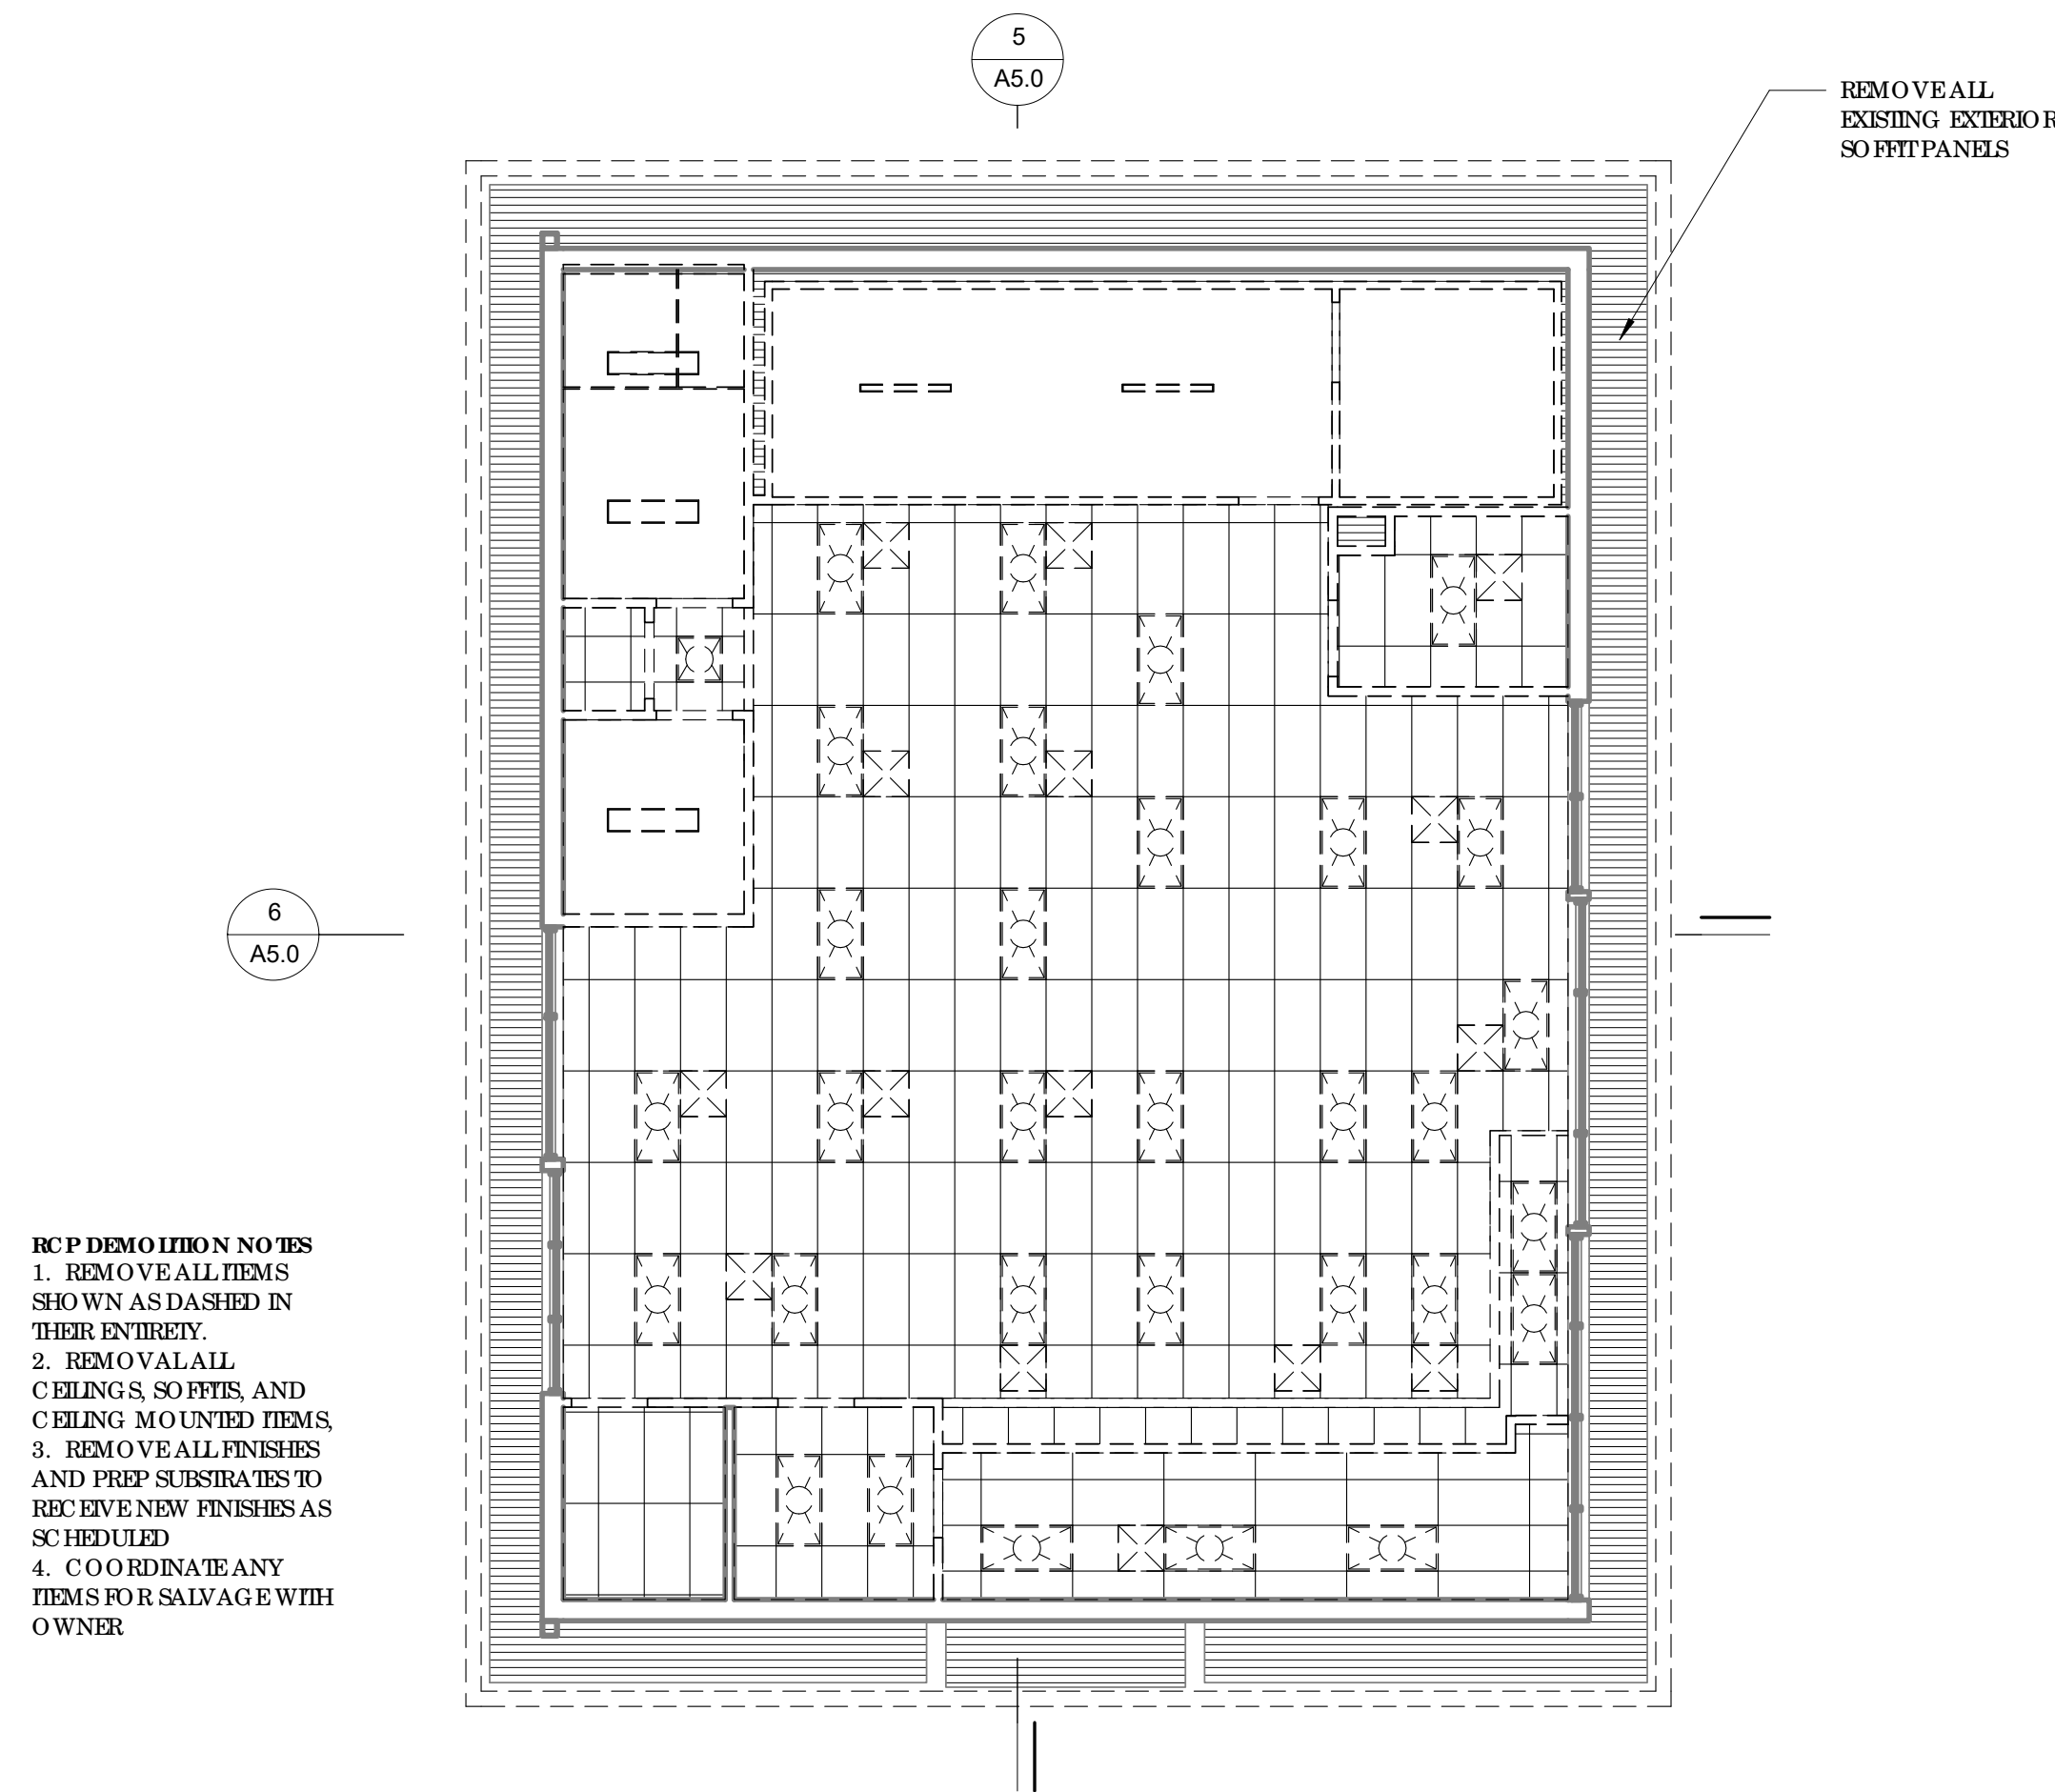 5
A5.0
REMOVE ALL
EXISTING EXTERIOR
SOFFIT PANELS
6
A5.0
RCP DEMOLITION NOTES
1. REMOVE ALL ITEMS
SHOWN AS DASHED IN
THEIR ENTIRETY.
2. REMOVAL ALL
CEILINGS, SOFFITS, AND
CEILING MOUNTED ITEMS,
3. REMOVE ALL FINISHES
AND PREP SUBSTRATES TO
RECEIVE NEW FINISHES AS
SCHEDULED
4. COORDINATE ANY
ITEMS FOR SALVAGE WITH
OWNER